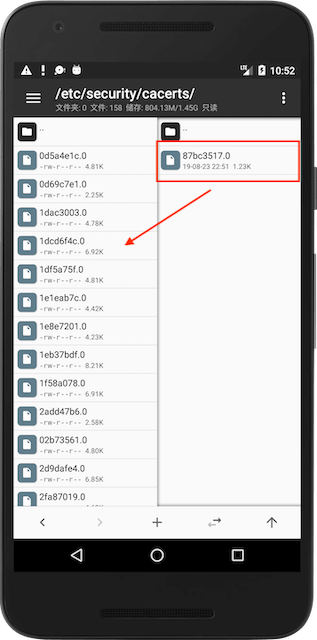 10:52
/etc/security/cacerts/
文件夹: 0 文件: 158 储存: 804.13M/1.45G 只读
..
0d5a4e1c.0
-rw-r--r-- 4.81K
0d69c7e1.0
-rw-r--r-- 2.25K
1dac3003.0
-rw-r--r-- 4.78K
1dcd6f4c.0
-rw-r--r-- 6.92K
1df5a75f.0
-rw-r--r-- 4.81K
1e1eab7c.0
-rw-r--r-- 4.42K
1e8e7201.0
-rw-r--r-- 4.23K
1eb37bdf.0
-rw-r--r-- 8.21K
1f58a078.0
-rw-r--r-- 6.91K
2add47b6.0
-rw-r--r-- 2.58K
02b73561.0
-rw-r--r-- 4.80K
2d9dafe4.0
-rw-r--r-- 6.85K
2fa87019.0
..
87bc3517.0
19-08-23 22:51 1.23K